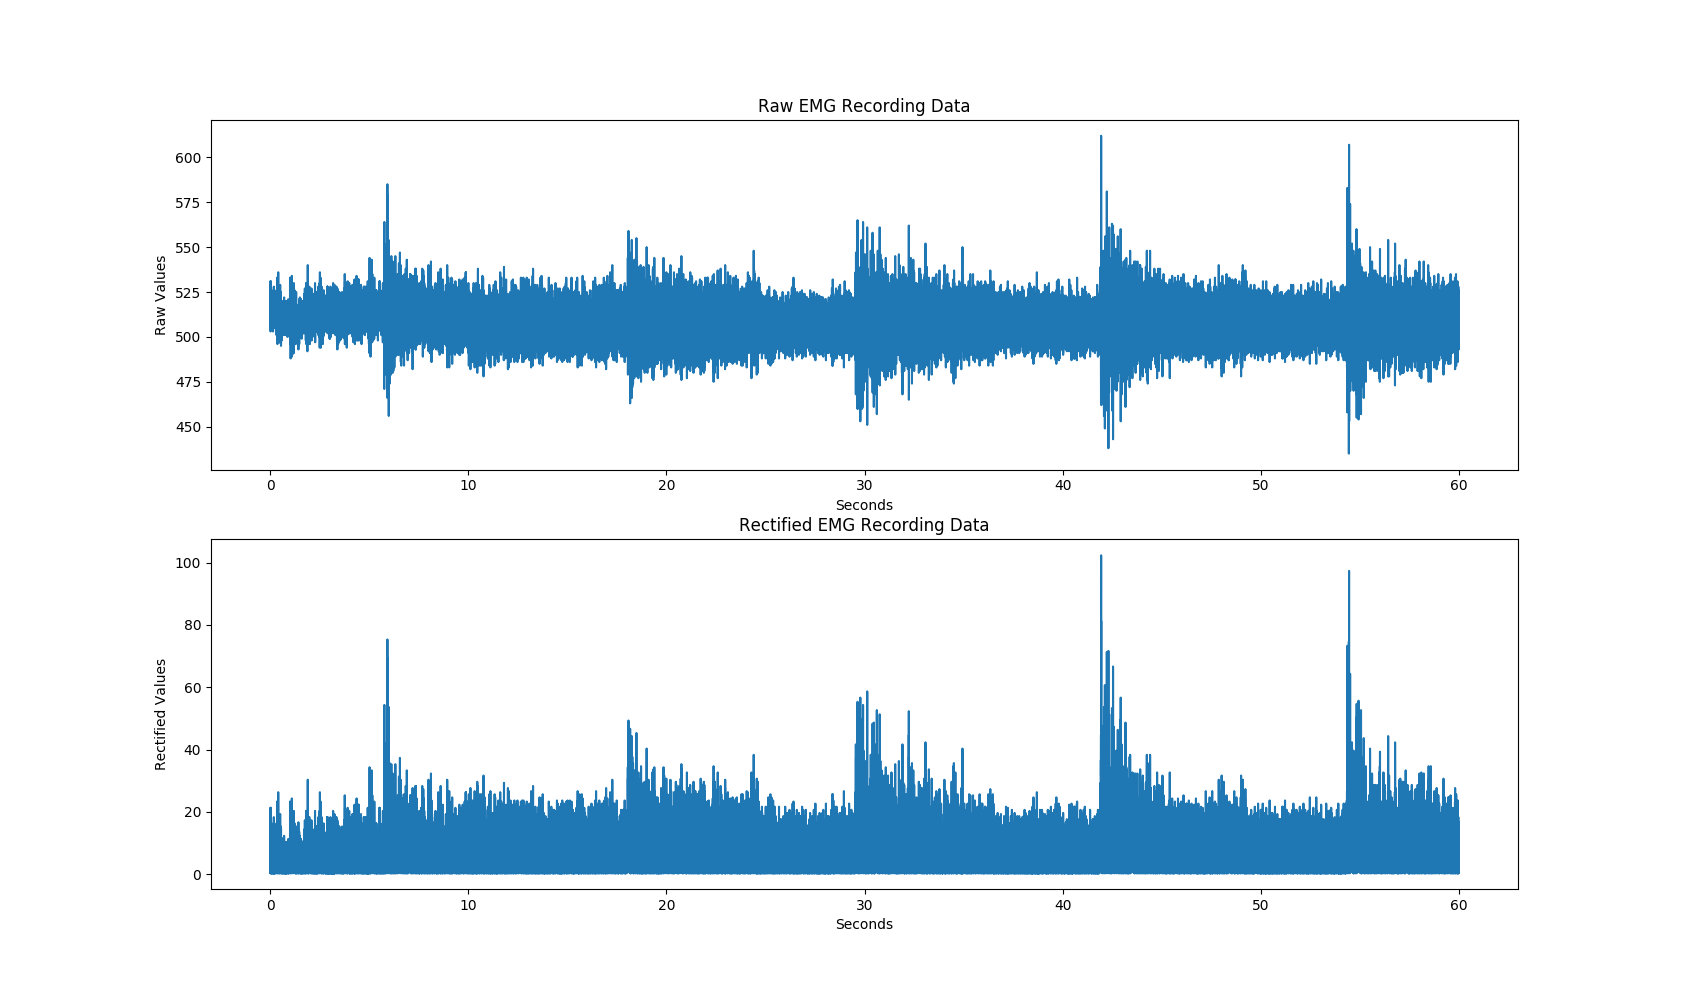 Raw EMG Recording Data
Raw Values
600
575
550
525
500
475
450
0 10 20 30 40 50 60
Seconds
Rectified EMG Recording Data
Rectified Values
100
80
60
40
20
0
0 10 20 30 40 50 60
Seconds